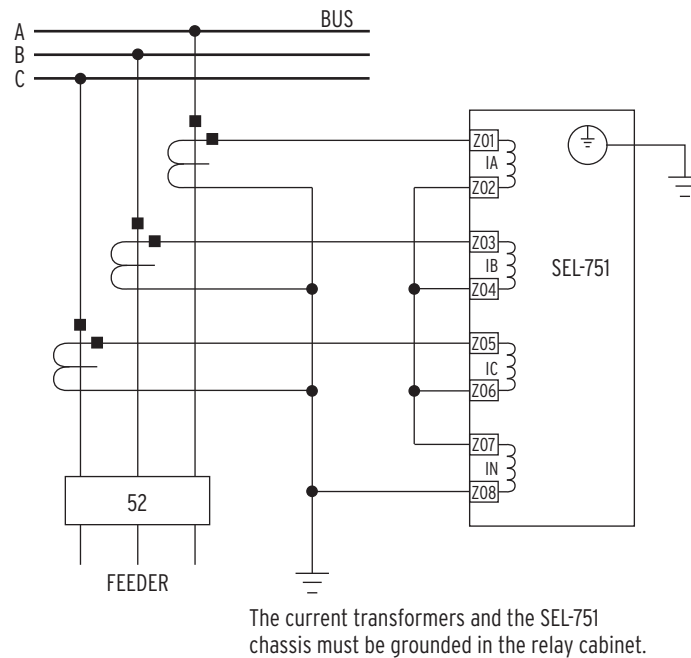 BUS
A
B
C
Z01
IA
Z02
Z03
IB
SEL-751
Z04
Z05
IC
Z06
Z07
IN
Z08
52
FEEDER
The current transformers and the SEL-751
chassis must be grounded in the relay cabinet.